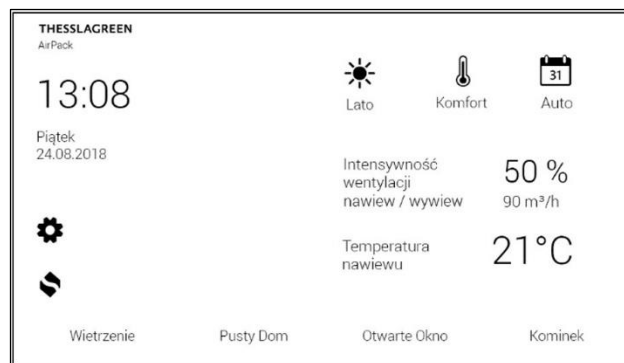 THESSLAGREEN
AirPack
13:08
Piątek
24.08.2018
31
Lato
Komfort
Auto
Intensywność
wentylacji
nawiew / wywiew
50 %
90 m³/h
Temperatura
nawiewu
21°C
Wietrzenie
Pusty Dom
Otwarte Okno
Kominek